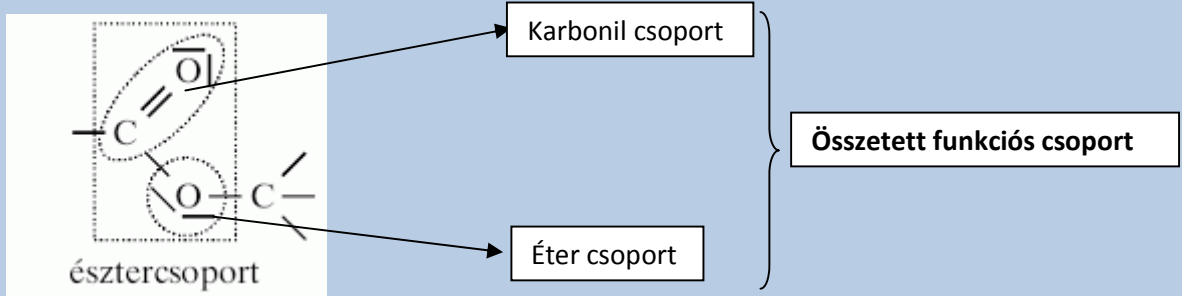 Karbonil csoport
O
C
Összetett funkciós csoport
O
C
Éter csoport
észtercsoport